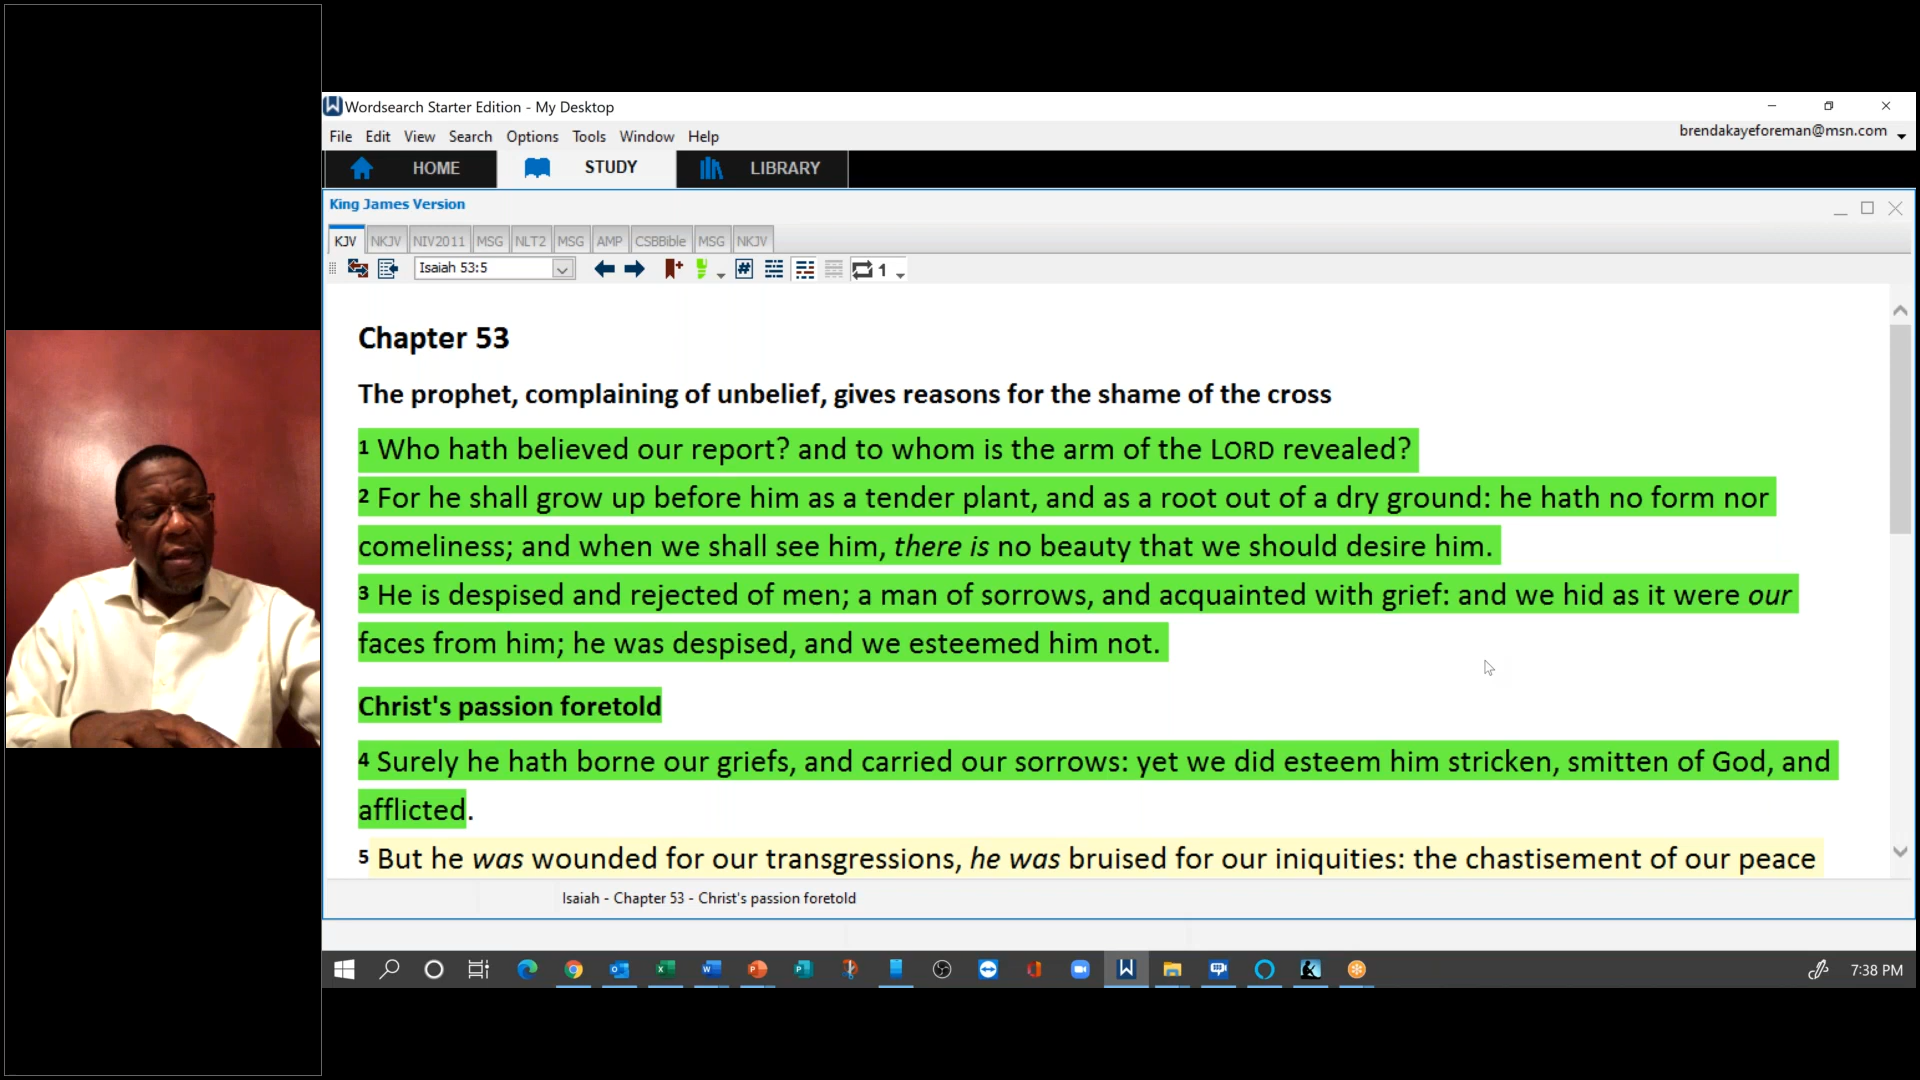 Wordsearch Starter Edition - My Desktop
File Edit View Search Options Tools Window Help
brendakayeforeman@msn.com
HOME STUDY LIBRARY
King James Version
KJV NKJV NIV2011 MSG NLT2 MSG AMP CSBBible MSG NKJV
Isaiah 53:5
# 1
Chapter 53
The prophet, complaining of unbelief, gives reasons for the shame of the cross
1 Who hath believed our report? and to whom is the arm of the LORD revealed?
2 For he shall grow up before him as a tender plant, and as a root out of a dry ground: he hath no form nor
comeliness; and when we shall see him, there is no beauty that we should desire him.
3 He is despised and rejected of men; a man of sorrows, and acquainted with grief: and we hid as it were our
faces from him; he was despised, and we esteemed him not.
Christ's passion foretold
4 Surely he hath borne our griefs, and carried our sorrows: yet we did esteem him stricken, smitten of God, and
afflicted.
5 But he was wounded for our transgressions, he was bruised for our iniquities: the chastisement of our peace
Isaiah - Chapter 53 - Christ's passion foretold
7:38 PM